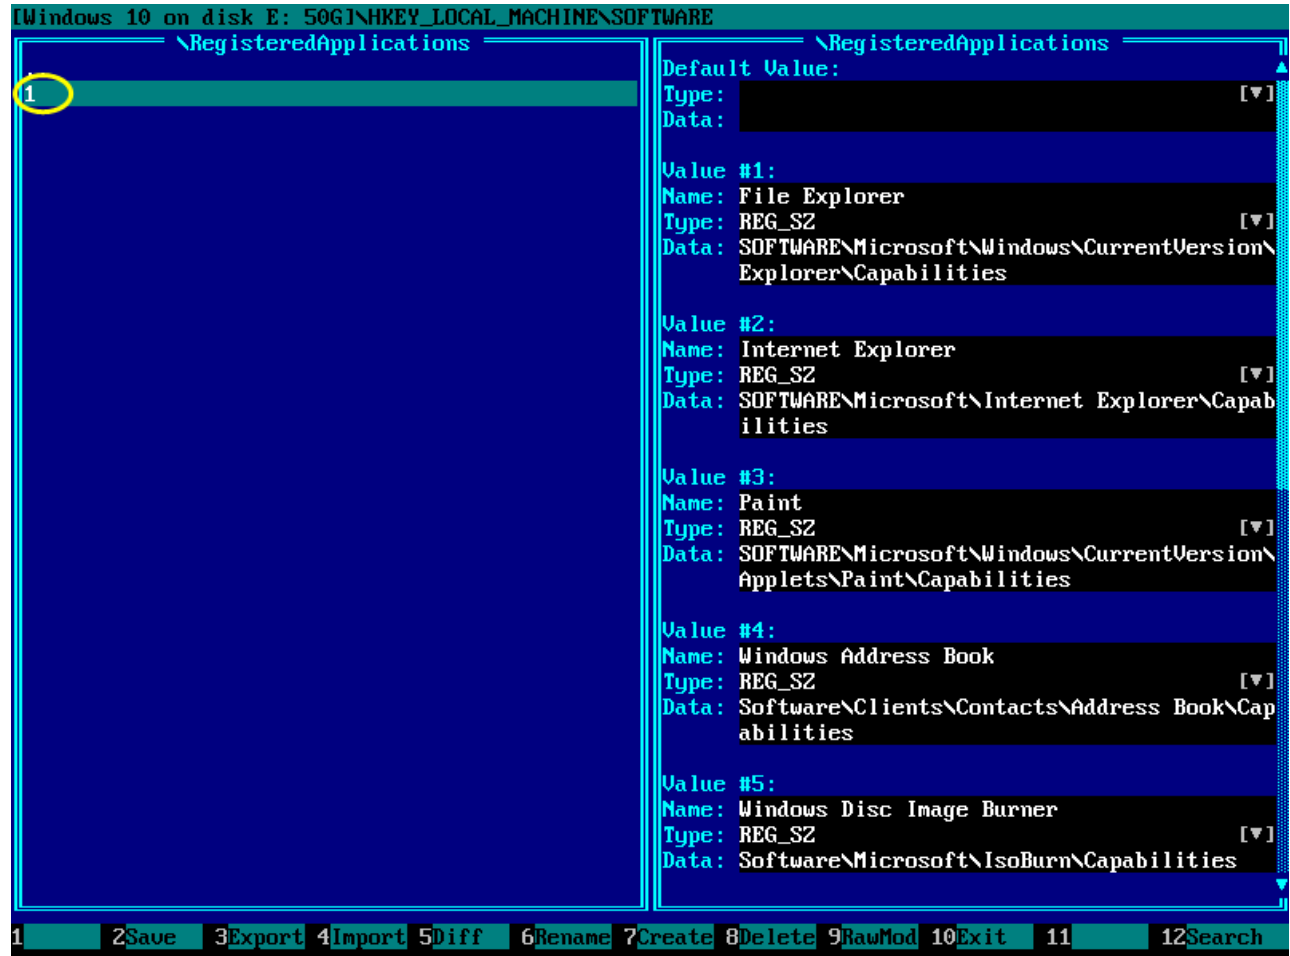 [Windows 10 on disk E: 50G]\HKEY_LOCAL_MACHINE\SOFTWARE
\RegisteredApplications
..
1
\RegisteredApplications
Default Value:
Type: [▼]
Data:
Value #1:
Name: File Explorer
Type: REG_SZ [▼]
Data: SOFTWARE\Microsoft\Windows\CurrentVersion\
Explorer\Capabilities
Value #2:
Name: Internet Explorer
Type: REG_SZ [▼]
Data: SOFTWARE\Microsoft\Internet Explorer\Capab
ilities
Value #3:
Name: Paint
Type: REG_SZ [▼]
Data: SOFTWARE\Microsoft\Windows\CurrentVersion\
Applets\Paint\Capabilities
Value #4:
Name: Windows Address Book
Type: REG_SZ [▼]
Data: Software\Clients\Contacts\Address Book\Cap
abilities
Value #5:
Name: Windows Disc Image Burner
Type: REG_SZ [▼]
Data: Software\Microsoft\IsoBurn\Capabilities
1 2Save 3Export 4Import 5Diff 6Rename 7Create 8Delete 9RawMod 10Exit 11 12Search